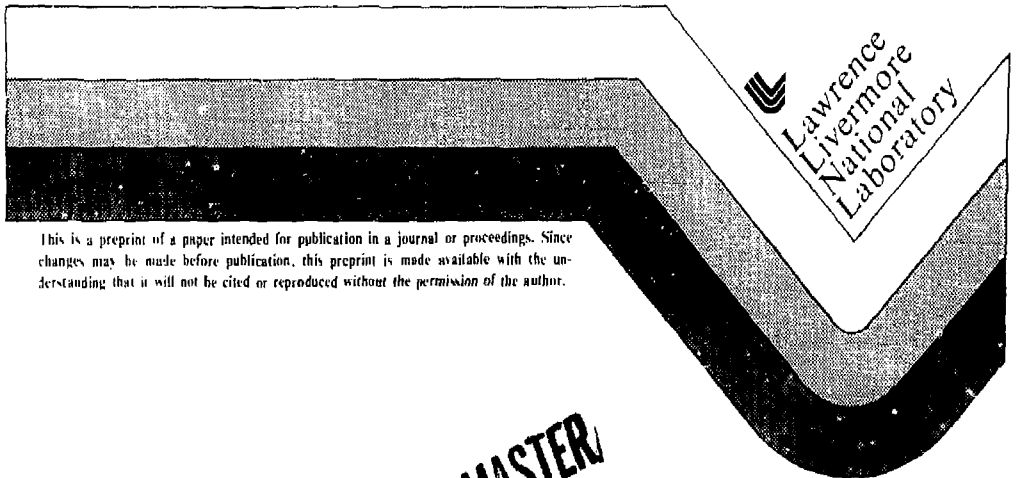 Lawrence
Livermore
National
Laboratory
This is a preprint of a paper intended for publication in a journal or proceedings. Since
changes may be made before publication, this preprint is made available with the un-
derstanding that it will not be cited or reproduced without the permission of the author.
MASTER